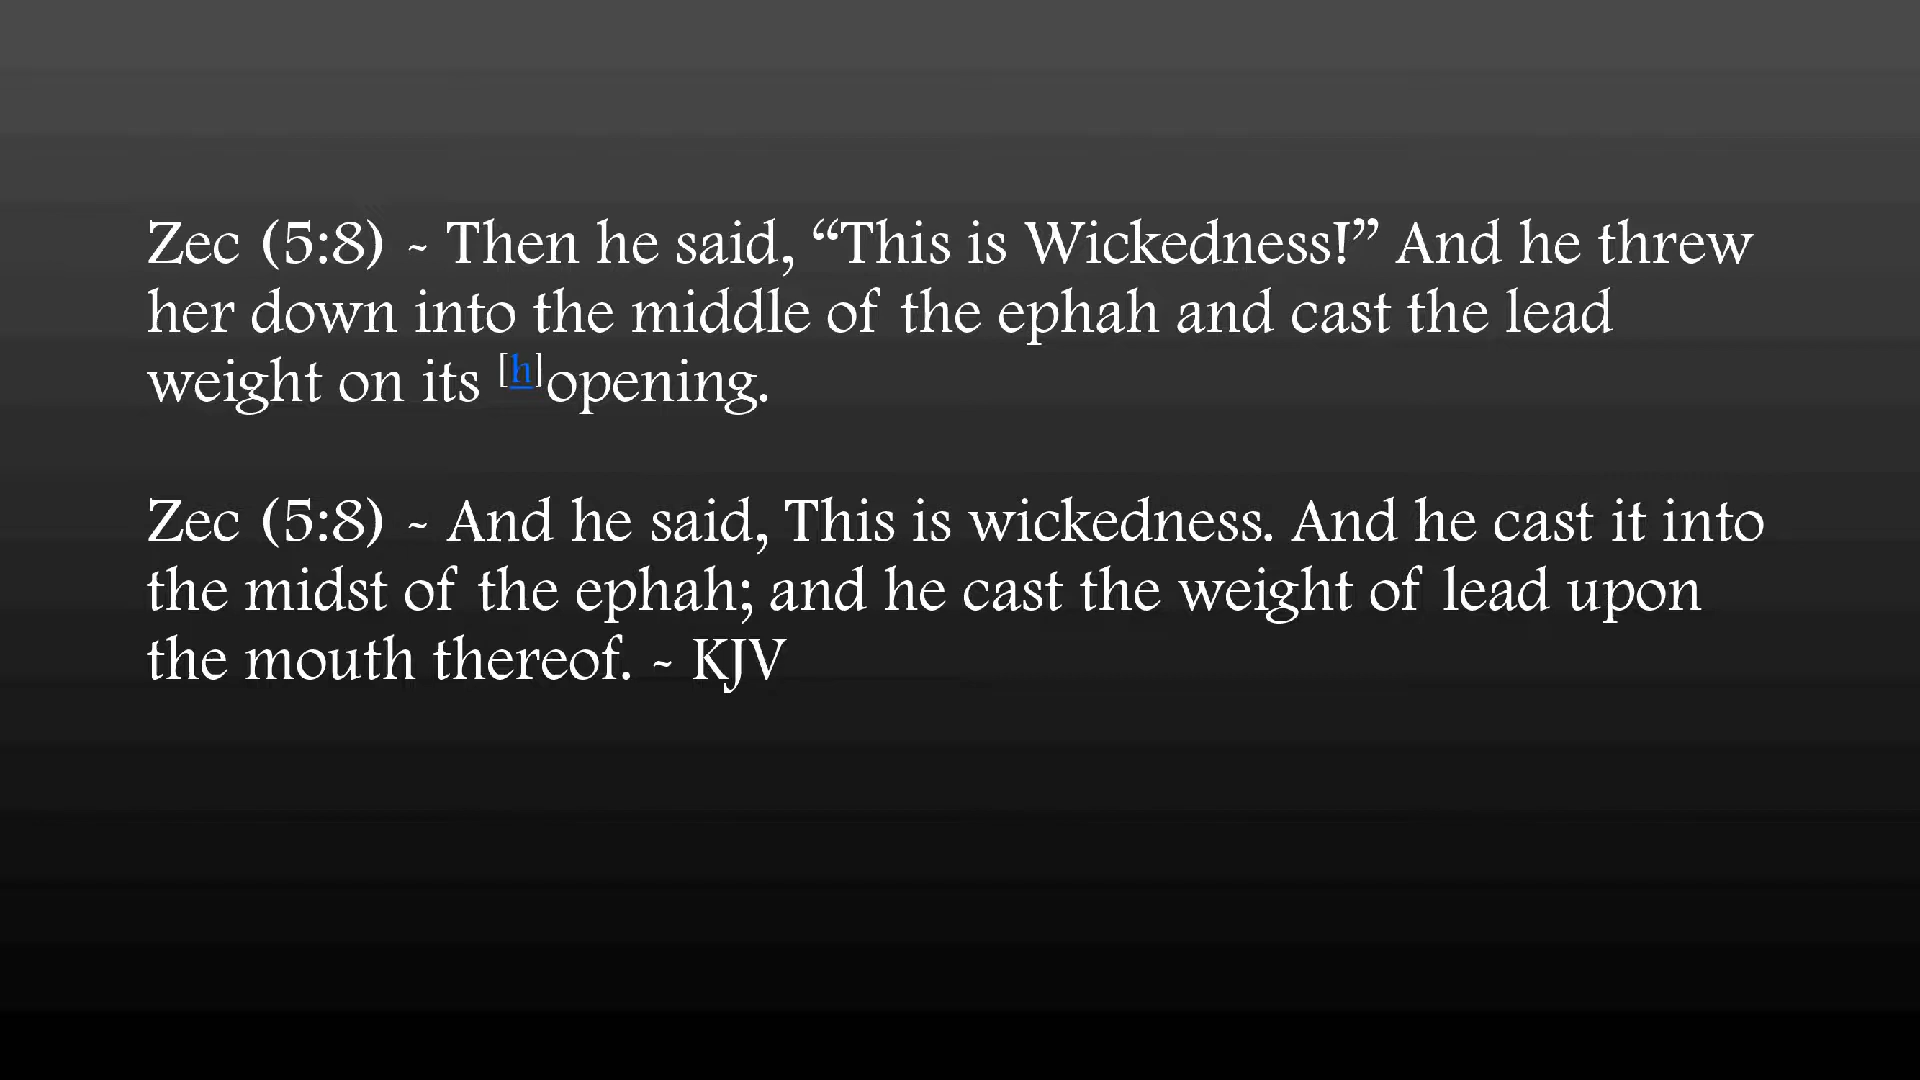 Zec (5:8) - Then he said, “This is Wickedness!” And he threw
her down into the middle of the ephah and cast the lead
weight on its [h]opening.
Zec (5:8) - And he said, This is wickedness. And he cast it into
the midst of the ephah; and he cast the weight of lead upon
the mouth thereof. - KJV